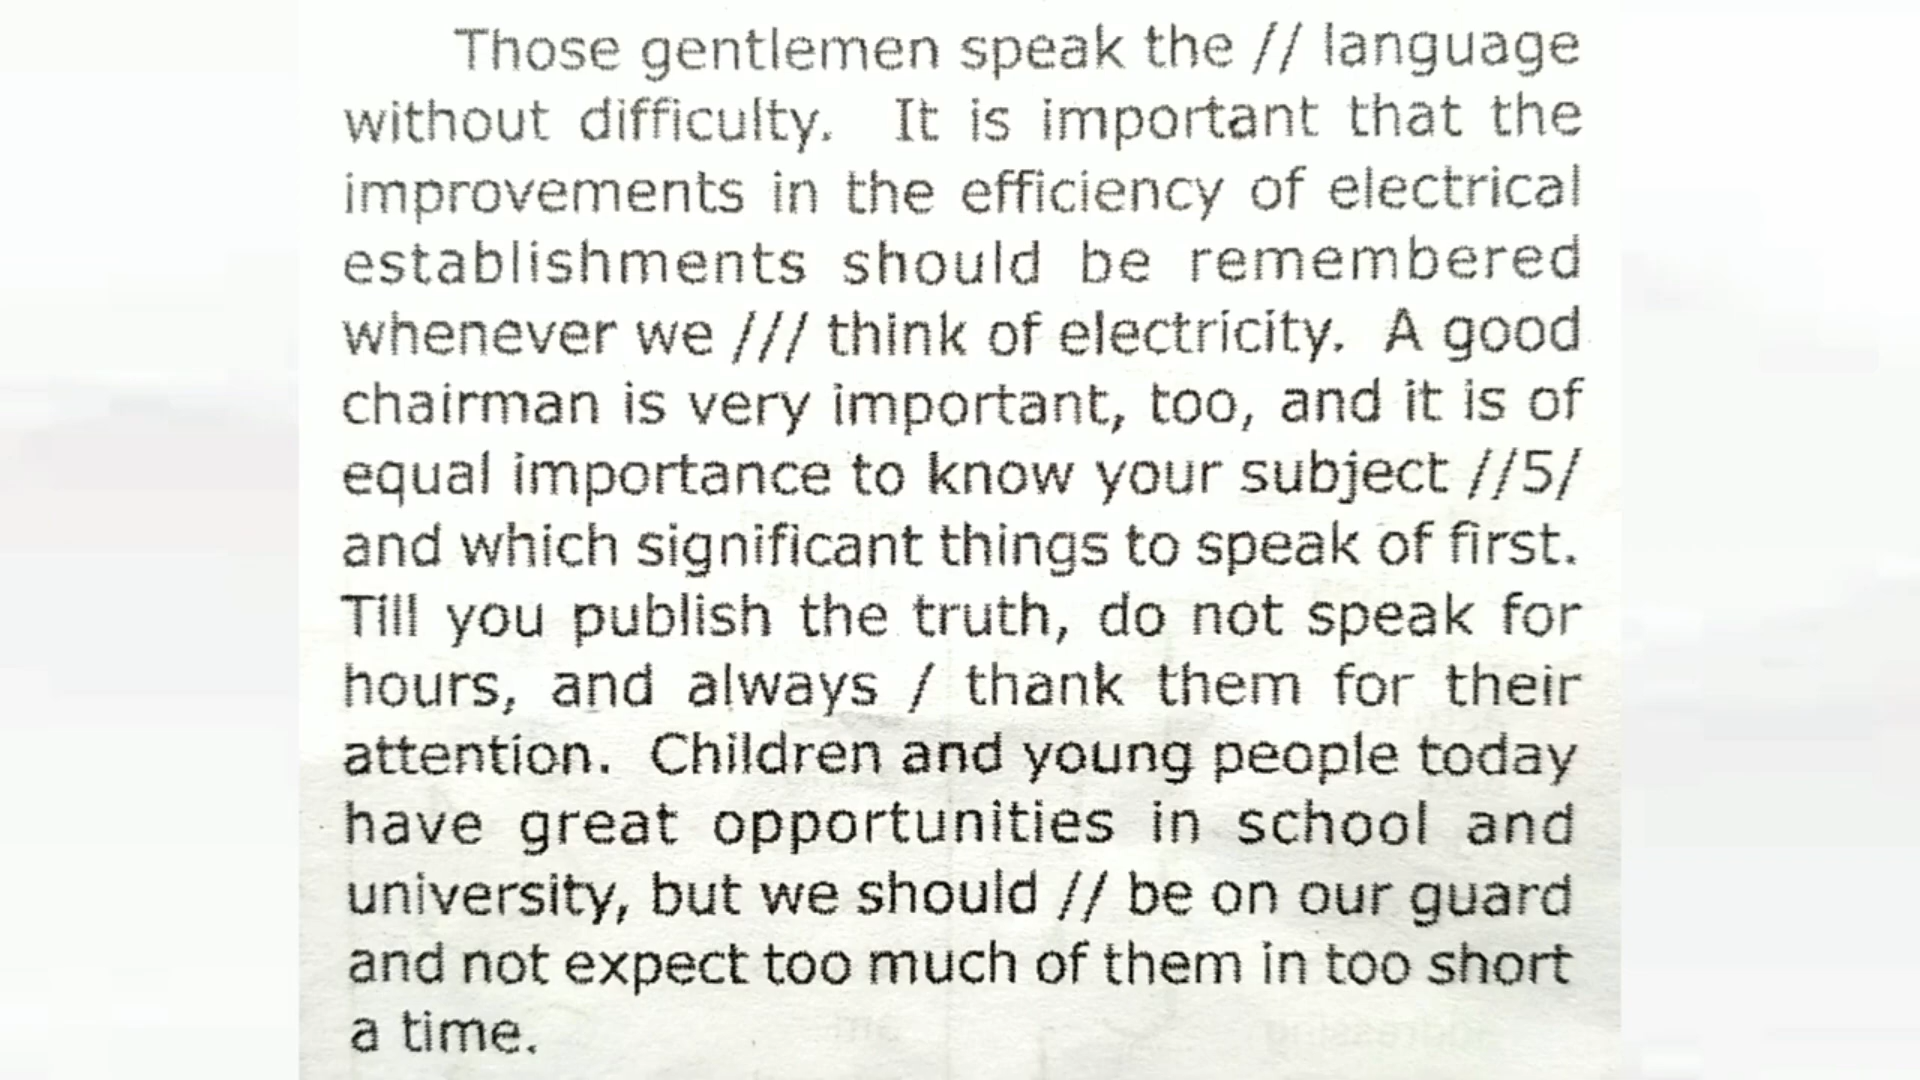 Those gentlemen speak the // language
without difficulty. It is important that the
improvements in the efficiency of electrical
establishments should be remembered
whenever we /// think of electricity. A good
chairman is very important, too, and it is of
equal importance to know your subject //5/
and which significant things to speak of first.
Till you publish the truth, do not speak for
hours, and always / thank them for their
attention. Children and young people today
have great opportunities in school and
university, but we should // be on our guard
and not expect too much of them in too short
a time.